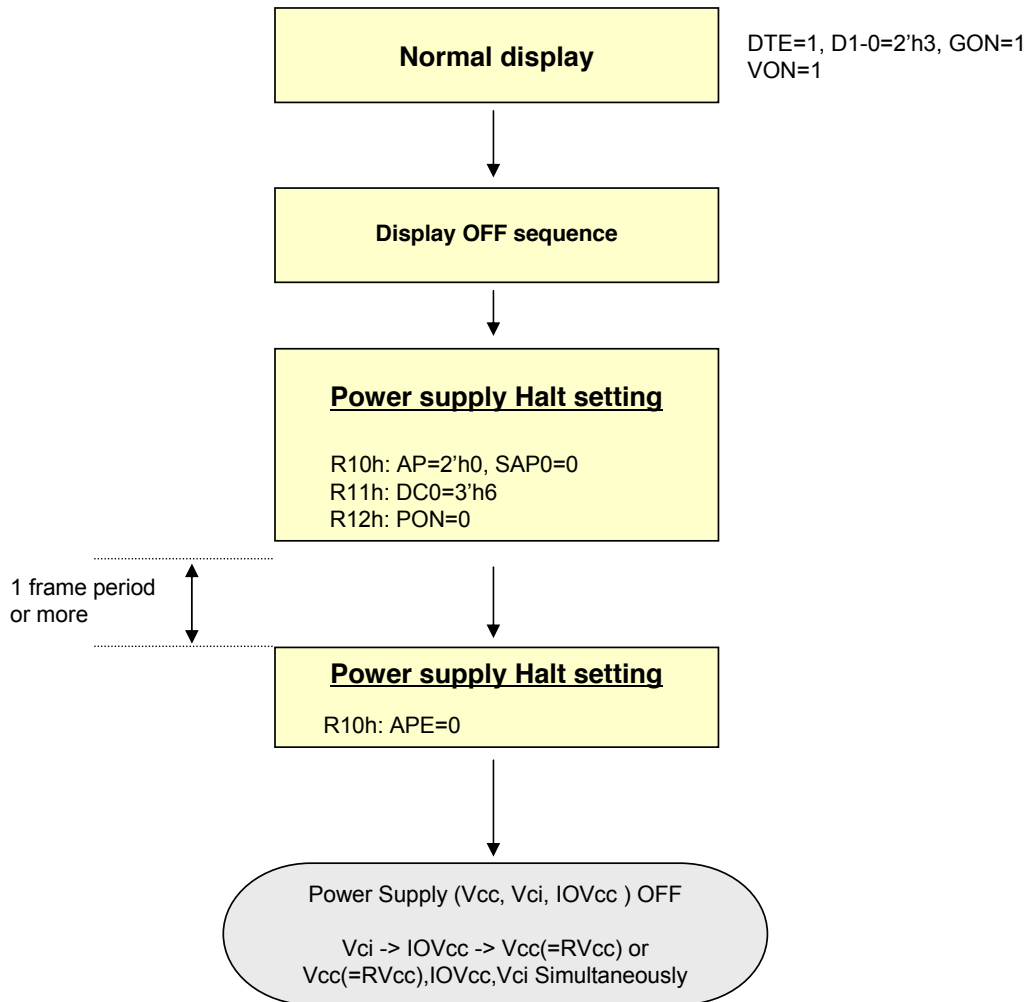 Normal display
DTE=1, D1-0=2'h3, GON=1
VON=1
Display OFF sequence
Power supply Halt setting
R10h: AP=2'h0, SAP0=0
R11h: DC0=3'h6
R12h: PON=0
1 frame period
or more
Power supply Halt setting
R10h: APE=0
Power Supply (Vcc, Vci, IOVcc ) OFF
Vci -> IOVcc -> Vcc(=RVcc) or
Vcc(=RVcc),IOVcc,Vci Simultaneously